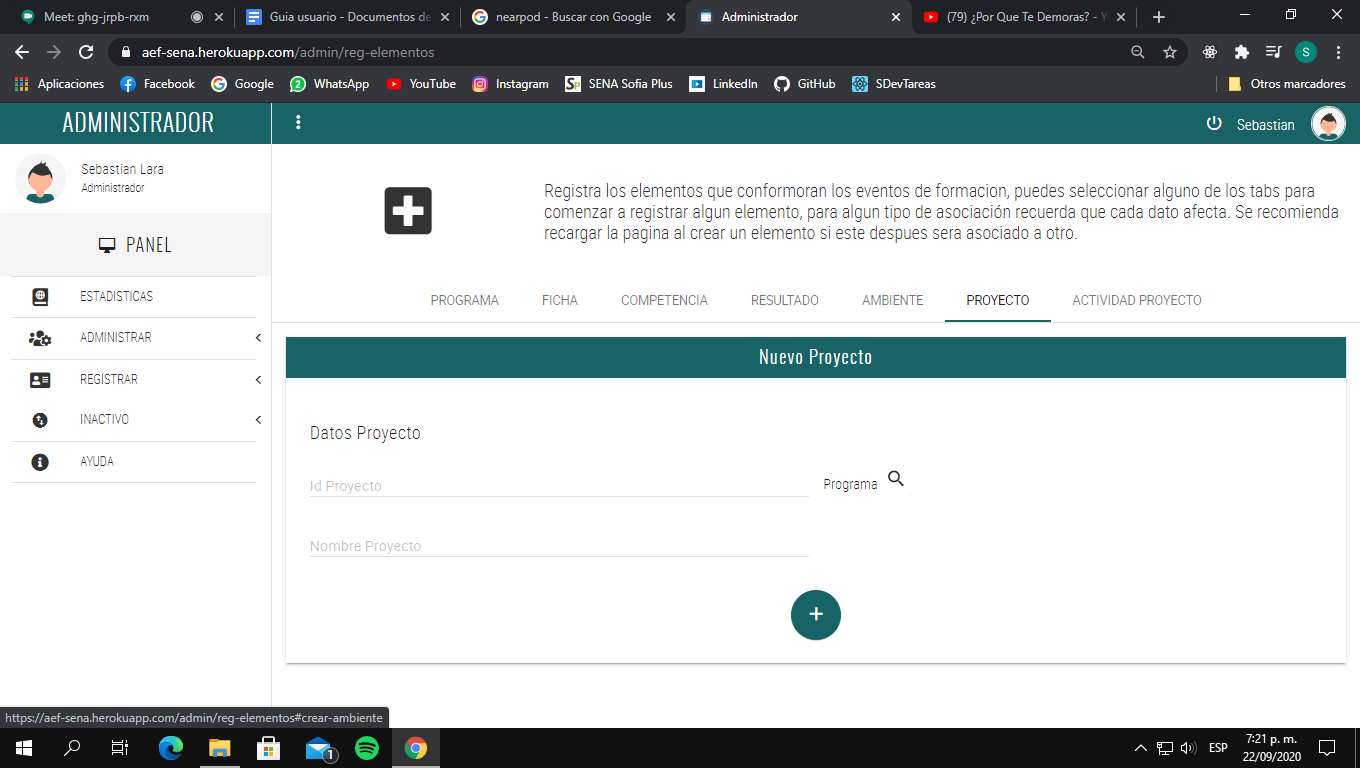 Meet: ghg-jrpb-rxm
Guia usuario - Documentos de
nearpod - Buscar con Google
Administrador
(79) ¿Por Que Te Demoras? - Y
aef-sena.herokuapp.com/admin/reg-elementos
S
Aplicaciones
Facebook
Google
WhatsApp
YouTube
Instagram
SENA Sofia Plus
LinkedIn
GitHub
SDevTareas
Otros marcadores
ADMINISTRADOR
Sebastian
Sebastian Lara
Administrador
PANEL
ESTADISTICAS
ADMINISTRAR
REGISTRAR
INACTIVO
AYUDA
Registra los elementos que conformoran los eventos de formacion, puedes seleccionar alguno de los tabs para
comenzar a registrar algun elemento, para algun tipo de asociación recuerda que cada dato afecta. Se recomienda
recargar la pagina al crear un elemento si este despues sera asociado a otro.
PROGRAMA
FICHA
COMPETENCIA
RESULTADO
AMBIENTE
PROYECTO
ACTIVIDAD PROYECTO
Nuevo Proyecto
Datos Proyecto
Id Proyecto
Programa
Nombre Proyecto
+
https://aef-sena.herokuapp.com/admin/reg-elementos#crear-ambiente
1
ESP
7:21 p. m.
22/09/2020